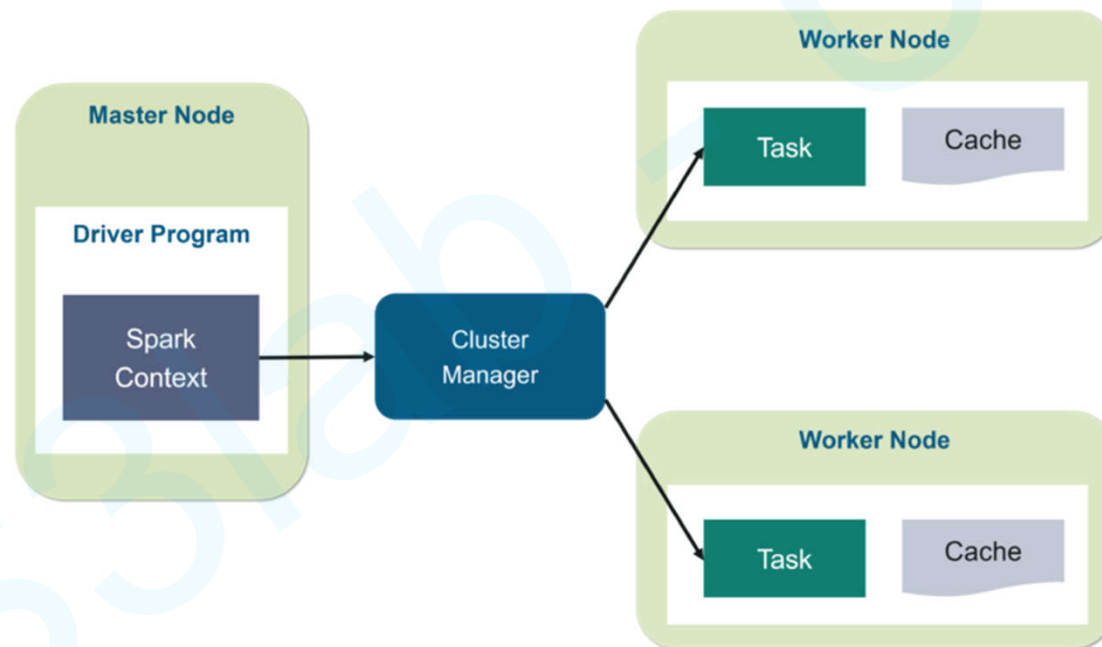 Master Node
Driver Program
Spark
Context
Cluster
Manager
Worker Node
Task
Cache
Worker Node
Task
Cache